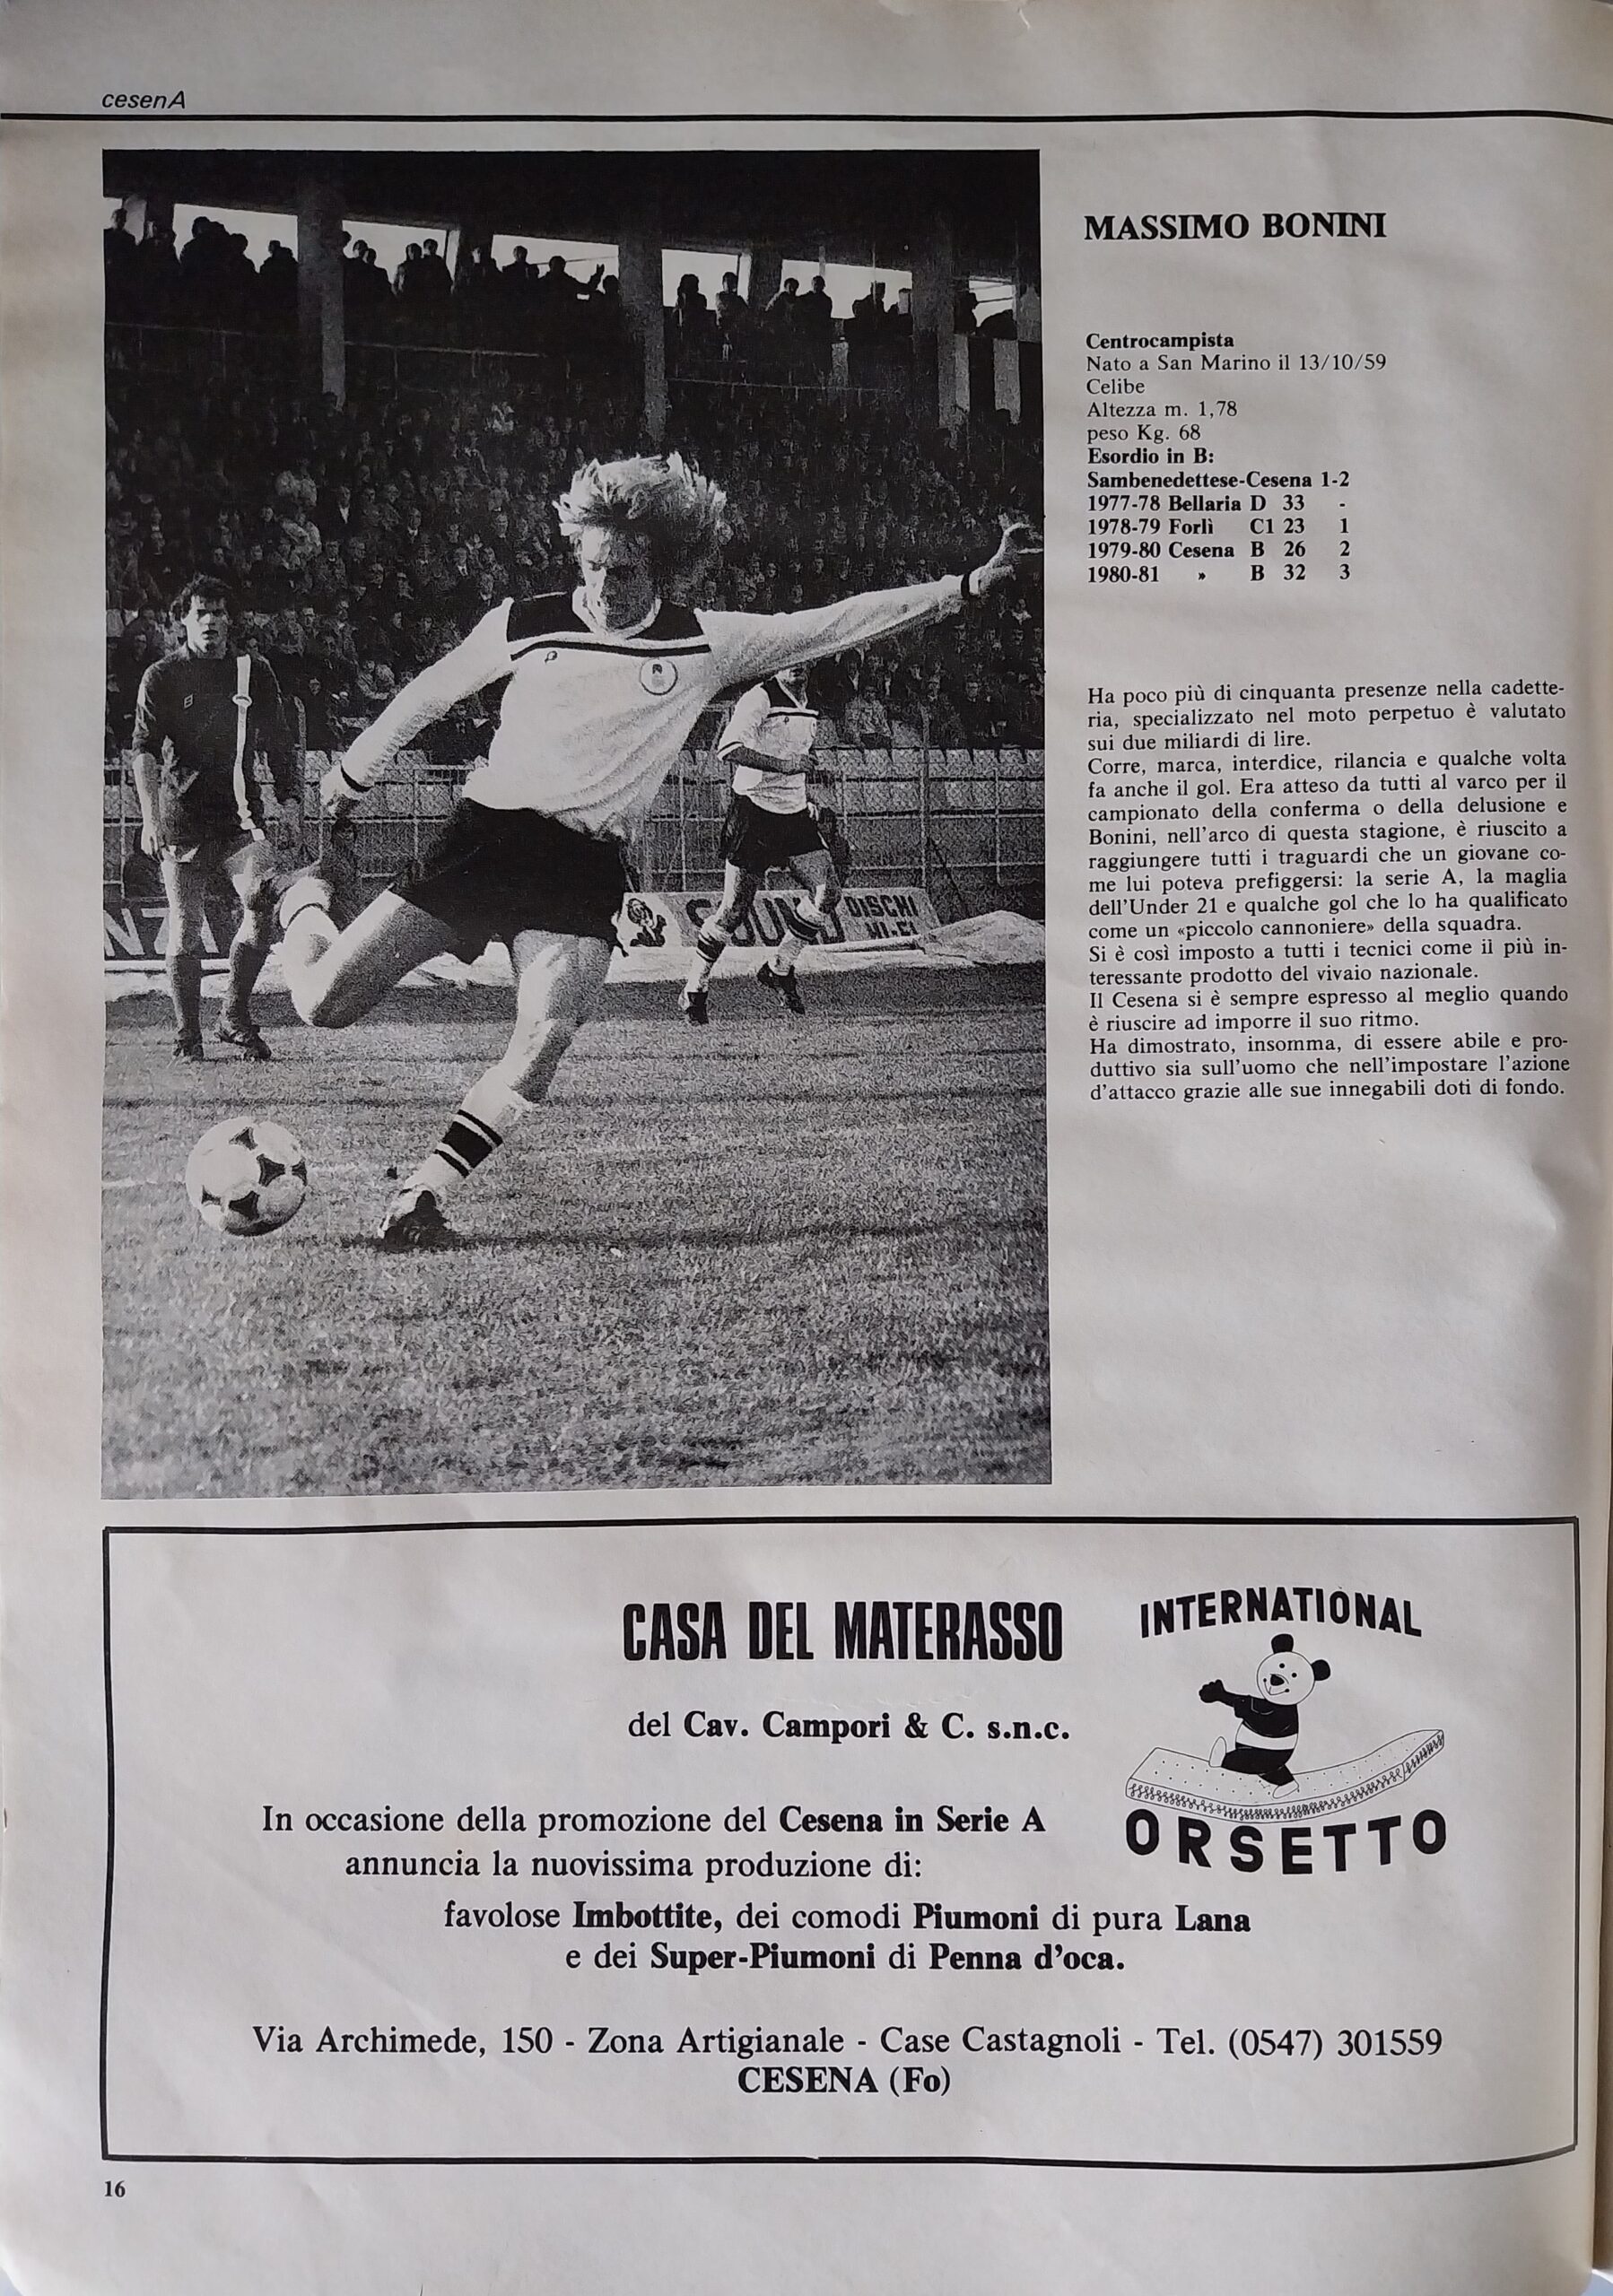 cesenA
MASSIMO BONINI
Centrocampista
Nato a San Marino il 13/10/59
Celibe
Altezza m. 1,78
peso Kg. 68
Esordio in B:
Sambenedettese-Cesena 1-2
1977-78 Bellaria D 33 -
1978-79 Forlì C1 23 1
1979-80 Cesena B 26 2
1980-81 » B 32 3
Ha poco più di cinquanta presenze nella cadette-
ria, specializzato nel moto perpetuo è valutato
sui due miliardi di lire.
Corre, marca, interdice, rilancia e qualche volta
fa anche il gol. Era atteso da tutti al varco per il
campionato della conferma o della delusione e
Bonini, nell'arco di questa stagione, è riuscito a
raggiungere tutti i traguardi che un giovane co-
me lui poteva prefiggersi: la serie A, la maglia
dell'Under 21 e qualche gol che lo ha qualificato
come un «piccolo cannoniere» della squadra.
Si è così imposto a tutti i tecnici come il più in-
teressante prodotto del vivaio nazionale.
Il Cesena si è sempre espresso al meglio quando
è riuscire ad imporre il suo ritmo.
Ha dimostrato, insomma, di essere abile e pro-
duttivo sia sull'uomo che nell'impostare l'azione
d'attacco grazie alle sue innegabili doti di fondo.
SOUND DISCHI
HI-FI
CASA DEL MATERASSO
del Cav. Campori & C. s.n.c.
INTERNATIONAL
ORSETTO
In occasione della promozione del Cesena in Serie A
annuncia la nuovissima produzione di:
favolose Imbottite, dei comodi Piumoni di pura Lana
e dei Super-Piumoni di Penna d'oca.
Via Archimede, 150 - Zona Artigianale - Case Castagnoli - Tel. (0547) 301559
CESENA (Fo)
16